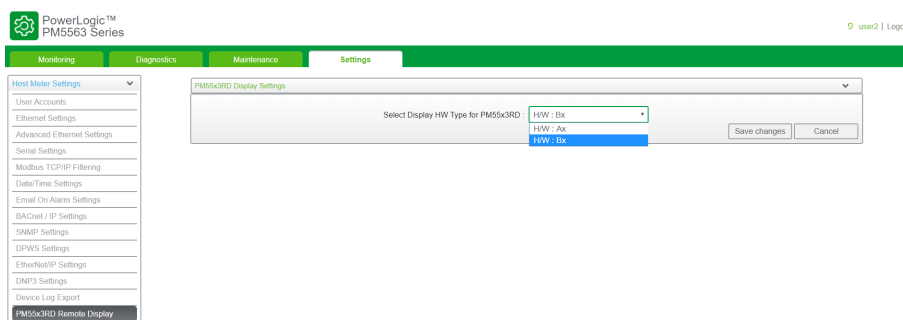 PowerLogic™
PM5563 Series
user2 | Logo
Monitoring Diagnostics Maintenance Settings
Host Meter Settings
User Accounts
Ethernet Settings
Advanced Ethernet Settings
Serial Settings
Modbus TCP/IP Filtering
Date/Time Settings
Email On Alarm Settings
BACnet / IP Settings
SNMP Settings
DPWS Settings
EtherNet/IP Settings
DNP3 Settings
Device Log Export
PM55x3RD Remote Display
PM55x3RD Display Settings
Select Display HW Type for PM55x3RD : H/W : Bx
H/W : Ax
H/W : Bx
Save changes Cancel